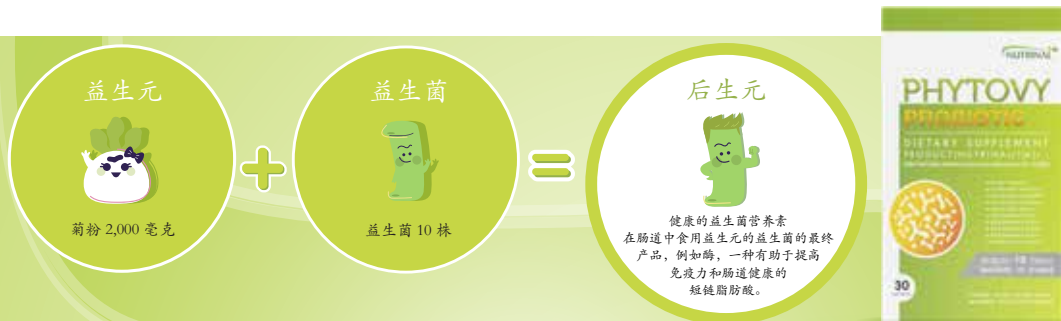 益生元
菊粉 2,000 毫克
益生菌
益生菌 10 株
后生元
健康的益生菌营养素
在肠道中食用益生元的益生菌的最终
产品，例如酶，一种有助于提高
免疫力和肠道健康的
短链脂肪酸。
NUTRINAL
PHYTOVY
PROBIOTIC
DIETARY SUPPLEMENT
30